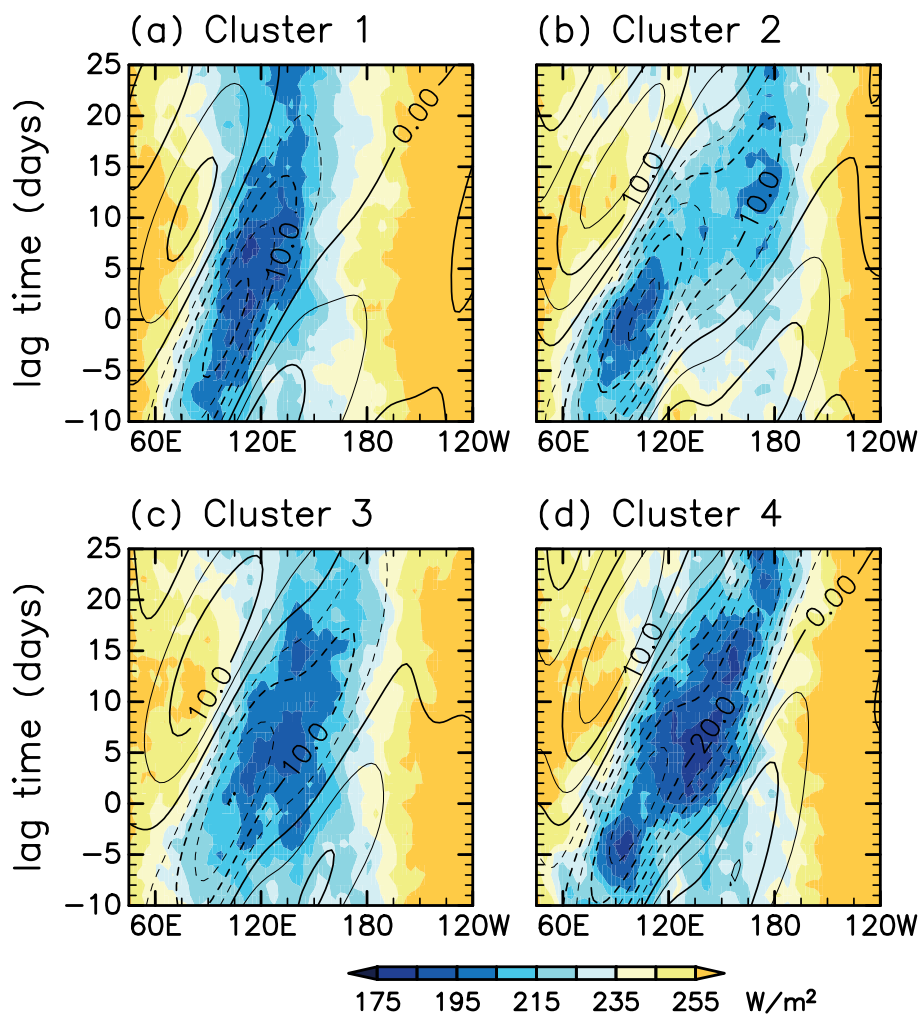 (a) Cluster 1
(b) Cluster 2
lag time (days)
25
20
15
10
5
0
−5
−10
0.00
−10.0
10.0
−10.0
60E 120E 180 120W
60E 120E 180 120W
(c) Cluster 3
(d) Cluster 4
lag time (days)
25
20
15
10
5
0
−5
−10
10.0
10.0
10.0
−20.0
0.00
60E 120E 180 120W
60E 120E 180 120W
175 195 215 235 255 W/m²